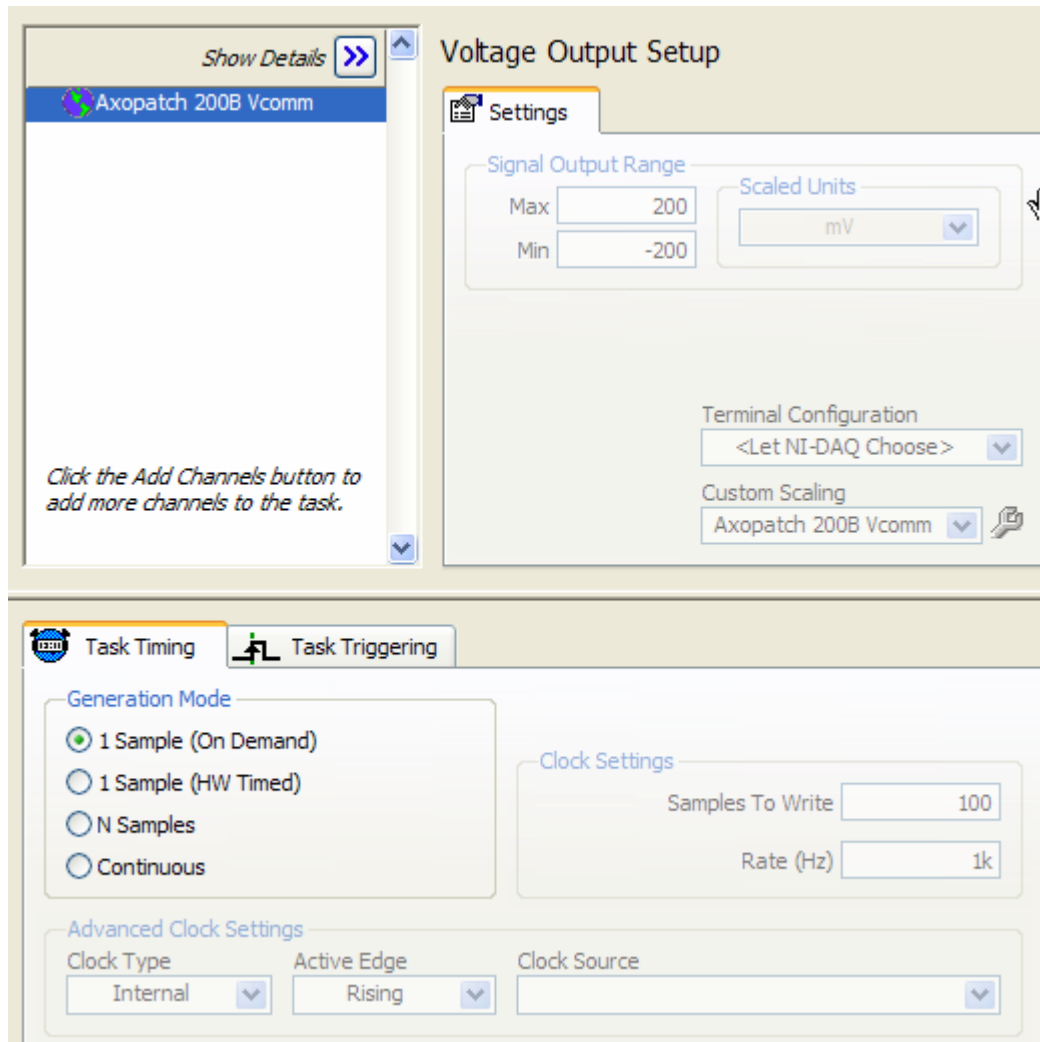 Show Details
Axopatch 200B Vcomm
Click the Add Channels button to
add more channels to the task.
Voltage Output Setup
Settings
Signal Output Range
Max 200
Min -200
Scaled Units
mV
Terminal Configuration
<Let NI-DAQ Choose>
Custom Scaling
Axopatch 200B Vcomm
Task Timing
Task Triggering
Generation Mode
1 Sample (On Demand)
1 Sample (HW Timed)
N Samples
Continuous
Clock Settings
Samples To Write 100
Rate (Hz) 1k
Advanced Clock Settings
Clock Type
Internal
Active Edge
Rising
Clock Source